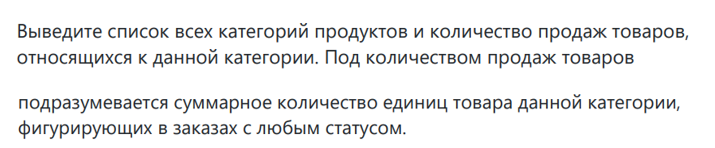 Выведите список всех категорий продуктов и количество продаж товаров,
относящихся к данной категории. Под количеством продаж товаров
подразумевается суммарное количество единиц товара данной категории,
фигурирующих в заказах с любым статусом.